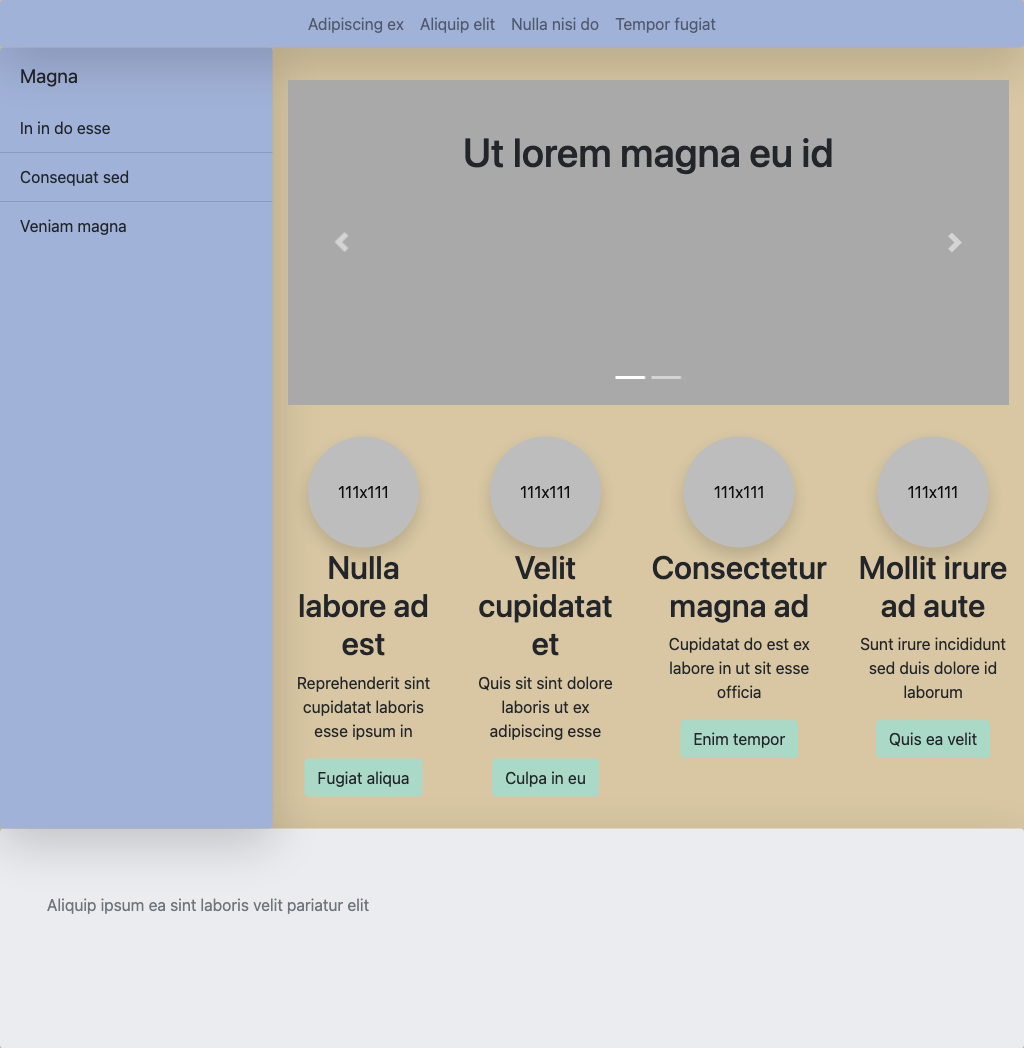 Adipiscing ex Aliquip elit Nulla nisi do Tempor fugiat
Magna
In in do esse
Consequat sed
Veniam magna
Ut lorem magna eu id
111x111
Nulla
labore ad
est
Reprehenderit sint
cupidatat laboris
esse ipsum in
Fugiat aliqua
111x111
Velit
cupidatat
et
Quis sit sint dolore
laboris ut ex
adipiscing esse
Culpa in eu
111x111
Consectetur
magna ad
Cupidatat do est ex
labore in ut sit esse
officia
Enim tempor
111x111
Mollit irure
ad aute
Sunt irure incididunt
sed duis dolore id
laborum
Quis ea velit
Aliquip ipsum ea sint laboris velit pariatur elit